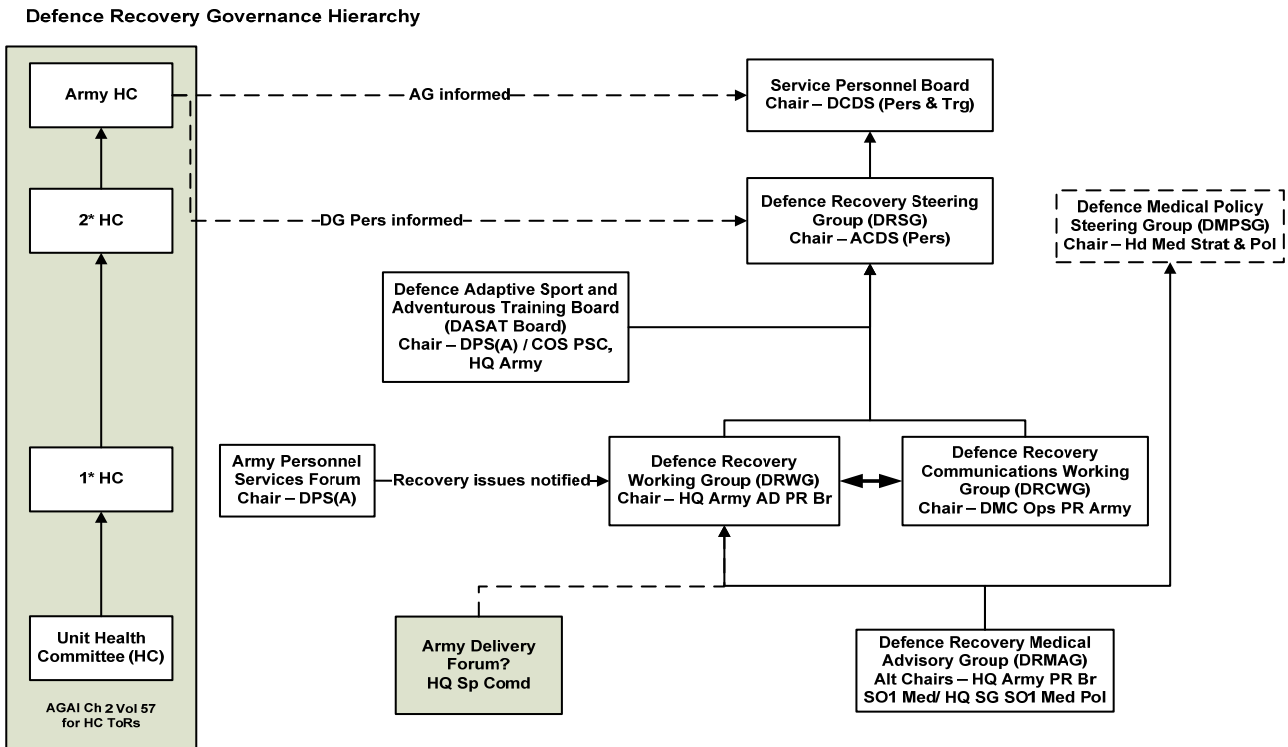 Defence Recovery Governance Hierarchy
Army HC
AG informed
Service Personnel Board
Chair – DCDS (Pers & Trg)
2* HC
DG Pers informed
Defence Recovery Steering
Group (DRSG)
Chair – ACDS (Pers)
Defence Medical Policy
Steering Group (DMPSG)
Chair – Hd Med Strat & Pol
Defence Adaptive Sport and
Adventurous Training Board
(DASAT Board)
Chair – DPS(A) / COS PSC,
HQ Army
1* HC
Army Personnel
Services Forum
Chair – DPS(A)
Recovery issues notified
Defence Recovery
Working Group (DRWG)
Chair – HQ Army AD PR Br
Defence Recovery
Communications Working
Group (DRCWG)
Chair – DMC Ops PR Army
Unit Health
Committee (HC)
Army Delivery
Forum?
HQ Sp Comd
Defence Recovery Medical
Advisory Group (DRMAG)
Alt Chairs – HQ Army PR Br
SO1 Med/ HQ SG SO1 Med Pol
AGAI Ch 2 Vol 57
for HC ToRs